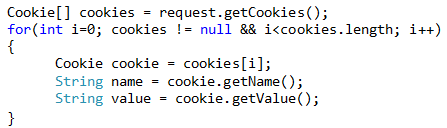 Cookie[] cookies = request.getCookies();
for(int i=0; cookies != null && i<cookies.length; i++)
{
      Cookie cookie = cookies[i];
      String name = cookie.getName();
      String value = cookie.getValue();
}